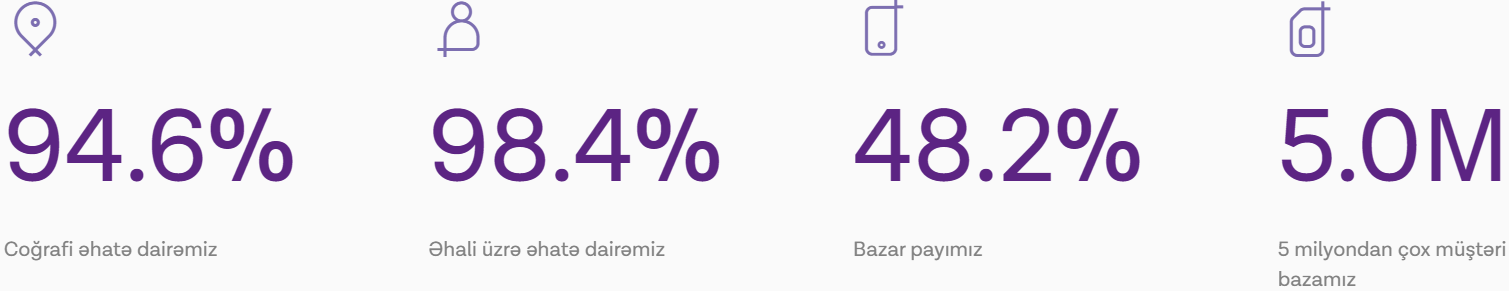 94.6%
98.4%
48.2%
5.0M
Coğrafi əhatə dairəmiz
Əhali üzrə əhatə dairəmiz
Bazar payımız
5 milyondan çox müştəri
bazamız